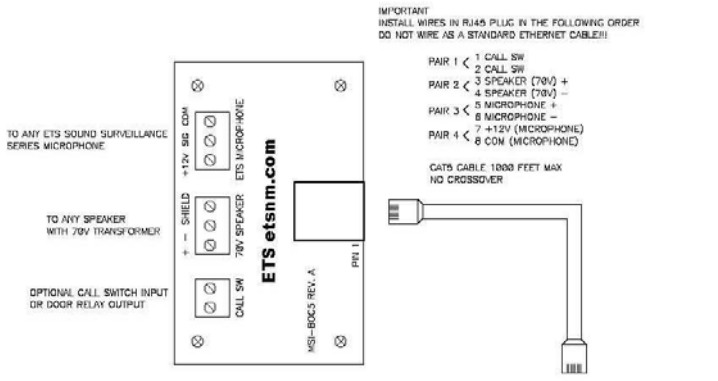 IMPORTANT
INSTALL WIRES IN RJ45 PLUG IN THE FOLLOWING ORDER
DO NOT WIRE AS A STANDARD ETHERNET CABLE!!!
PAIR 1 < 1 CALL SW
2 CALL SW
PAIR 2 < 3 SPEAKER (70V) +
4 SPEAKER (70V) -
PAIR 3 < 5 MICROPHONE +
6 MICROPHONE -
PAIR 4 < 7 +12V (MICROPHONE)
8 COM (MICROPHONE)
CAT5 CABLE 1000 FEET MAX
NO CROSSOVER
TO ANY ETS SOUND SURVEILLANCE
SERIES MICROPHONE
+12V SIG COM
ETS MICROPHONE
TO ANY SPEAKER
WITH 70V TRANSFORMER
+ - SHIELD
70V SPEAKER
OPTIONAL CALL SWITCH INPUT
OR DOOR RELAY OUTPUT
CALL SW
ETS etsnm.com
MSI-BOC5 REV. A
PIN 1